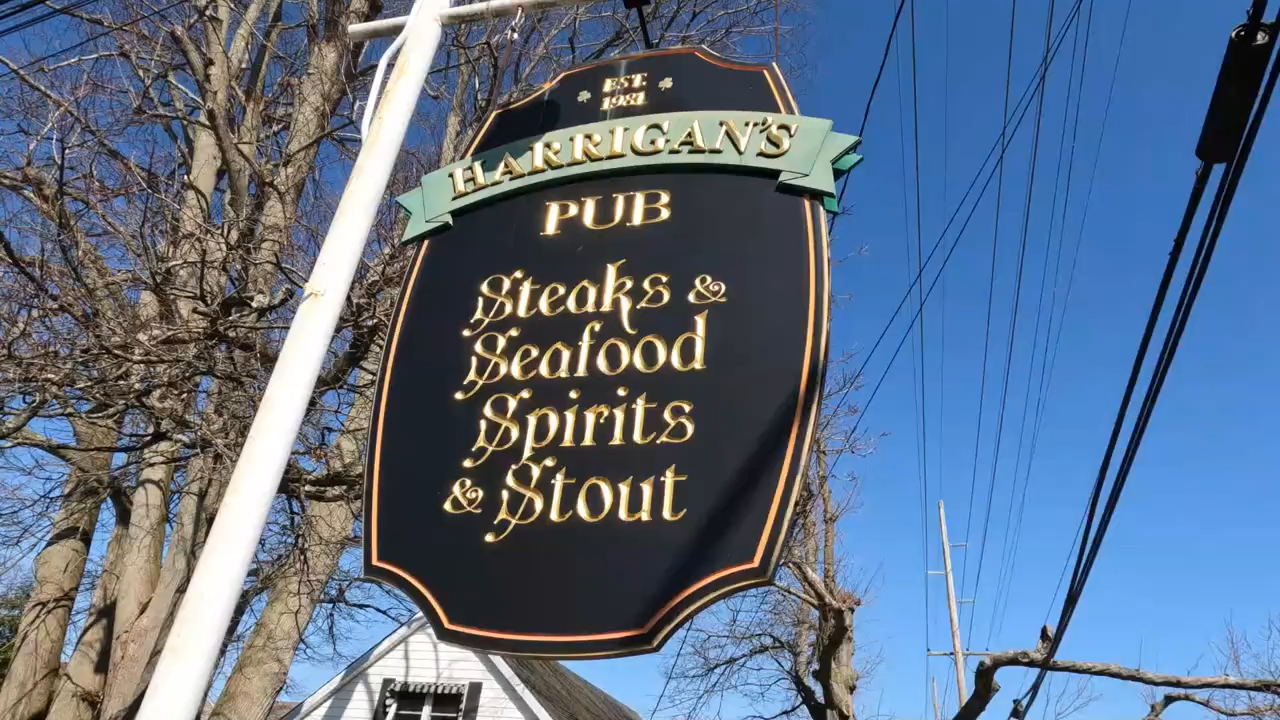 EST.
1981
HARRIGAN'S
PUB
Steaks &
Seafood
Spirits
& Stout